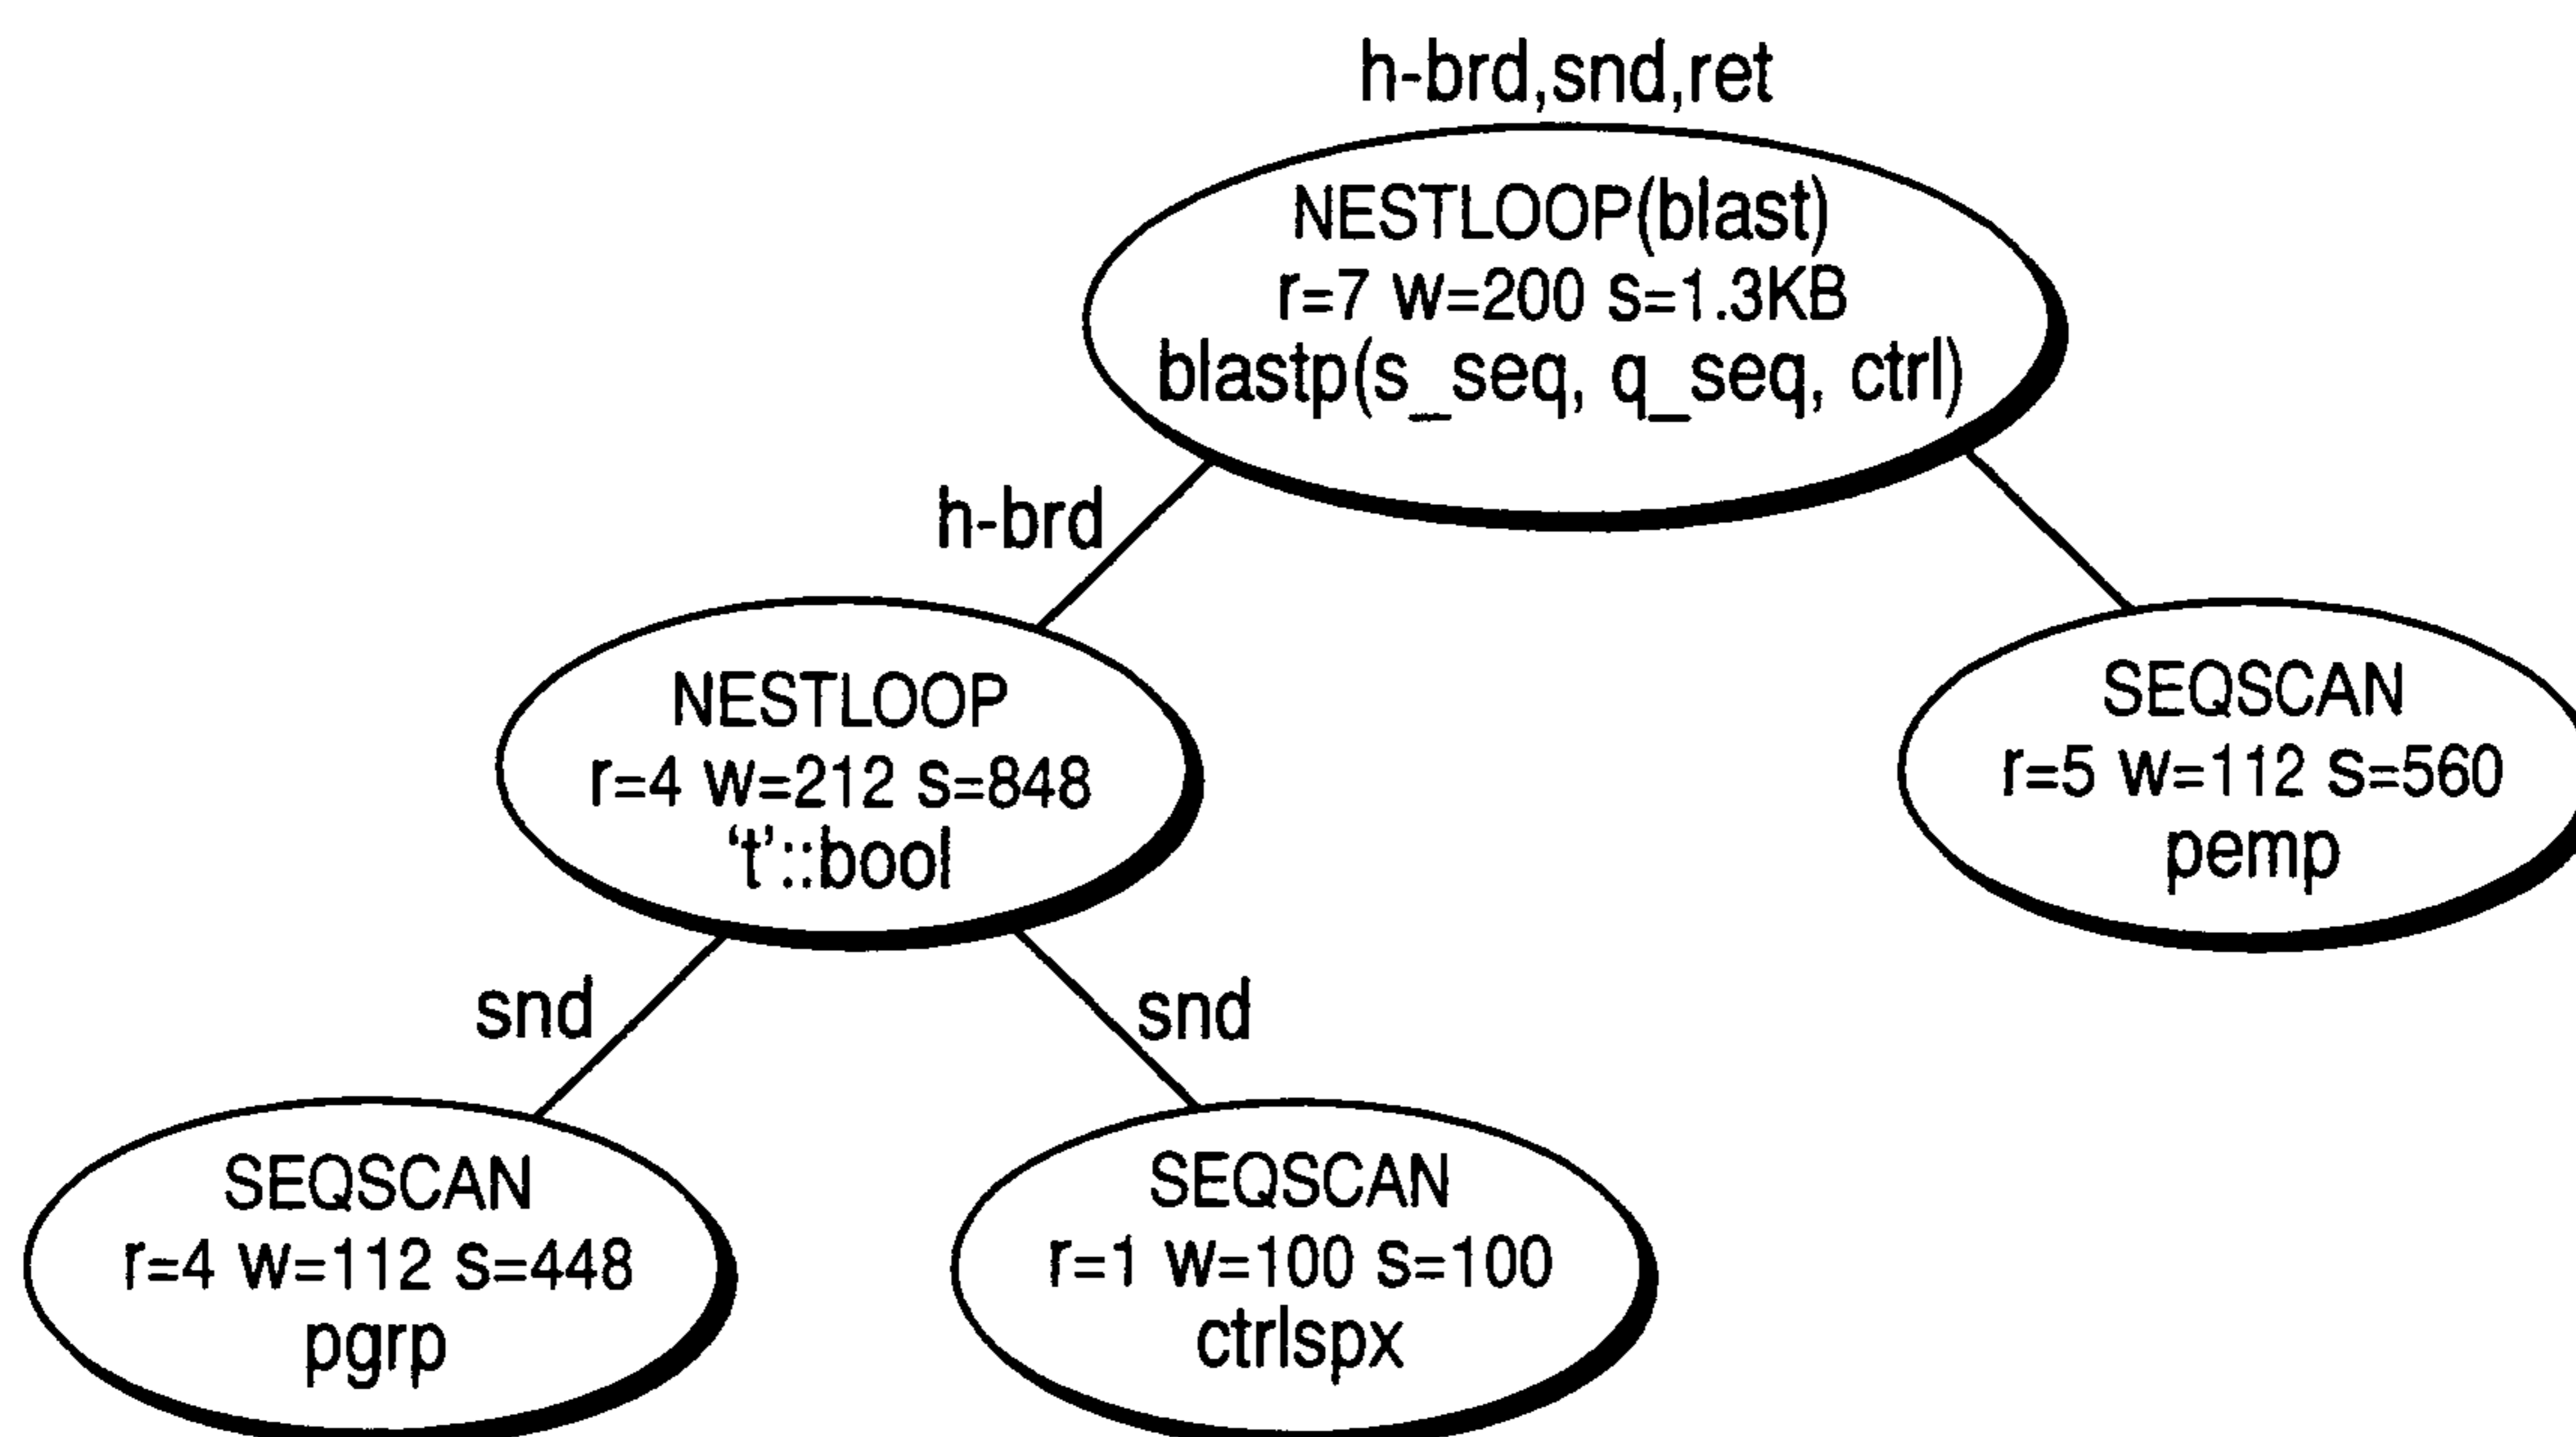 h-brd,snd,ret
NESTLOOP(blast)
r=7 w=200 s=1.3KB
blastp(s_seq, q_seq, ctrl)
h-brd
NESTLOOP
r=4 w=212 s=848
‘t’::bool
SEQSCAN
r=5 w=112 s=560
pemp
snd
snd
SEQSCAN
r=4 w=112 s=448
pgrp
SEQSCAN
r=1 w=100 s=100
ctrlspx